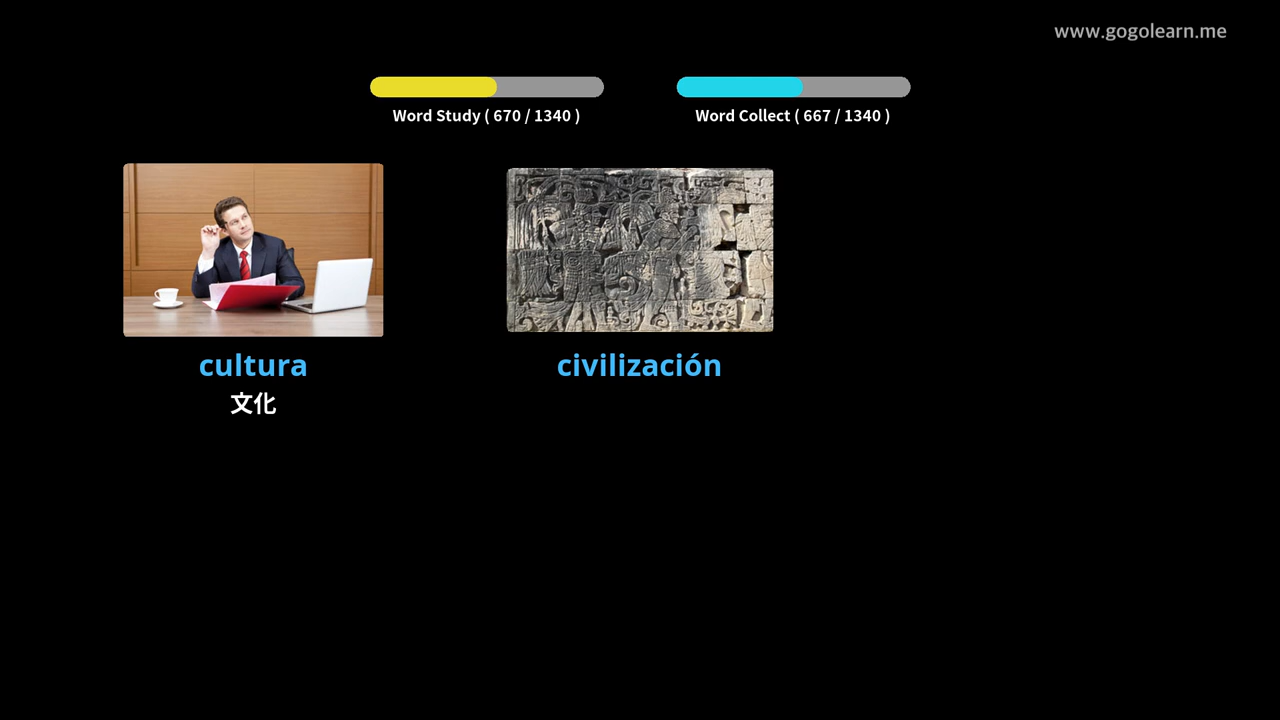 www.gogolearn.me
Word Study ( 670 / 1340 )
Word Collect ( 667 / 1340 )
cultura
文化
civilización